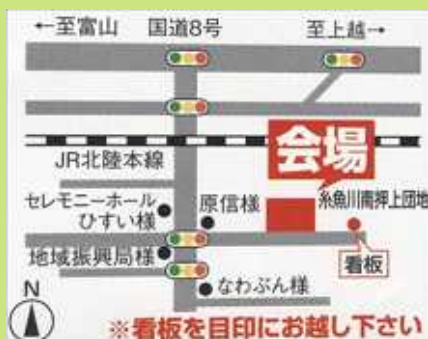 ←至富山 国道8号 至上越→
JR北陸本線
会場
セレモニーホール
ひすい様
原信様
糸魚川南押上団地
地域振興局様
看板
なわぶん様
N
※看板を目印にお越し下さい